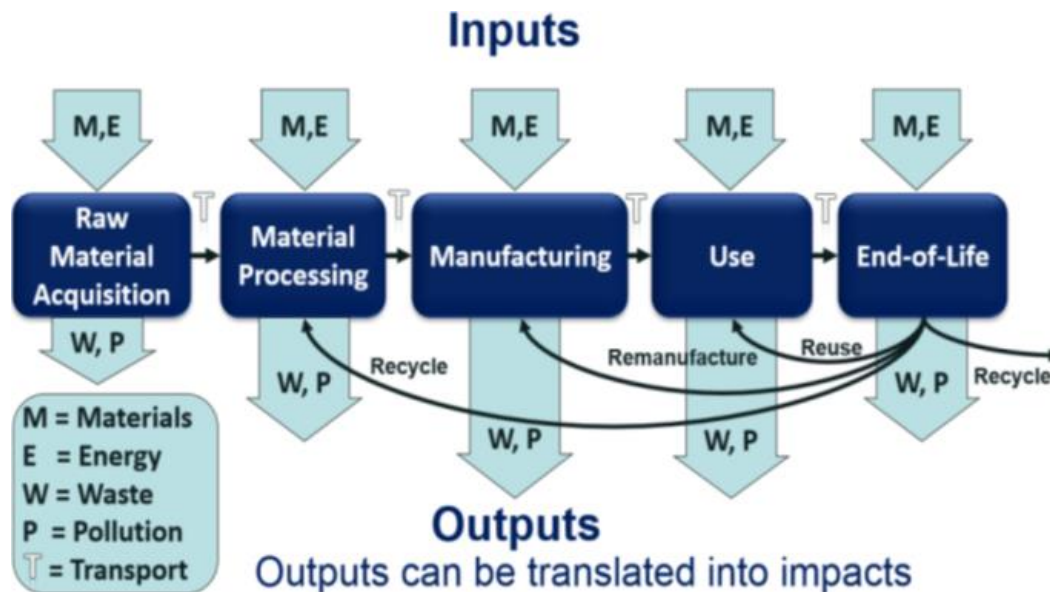 Inputs
M,E
M,E
M,E
M,E
M,E
T
T
T
T
Raw
Material
Acquisition
Material
Processing
Manufacturing
Use
End-of-Life
W, P
Recycle
W, P
Remanufacture
Reuse
W, P
W, P
W, P
Recycle
M = Materials
E = Energy
W = Waste
P = Pollution
T = Transport
Outputs
Outputs can be translated into impacts